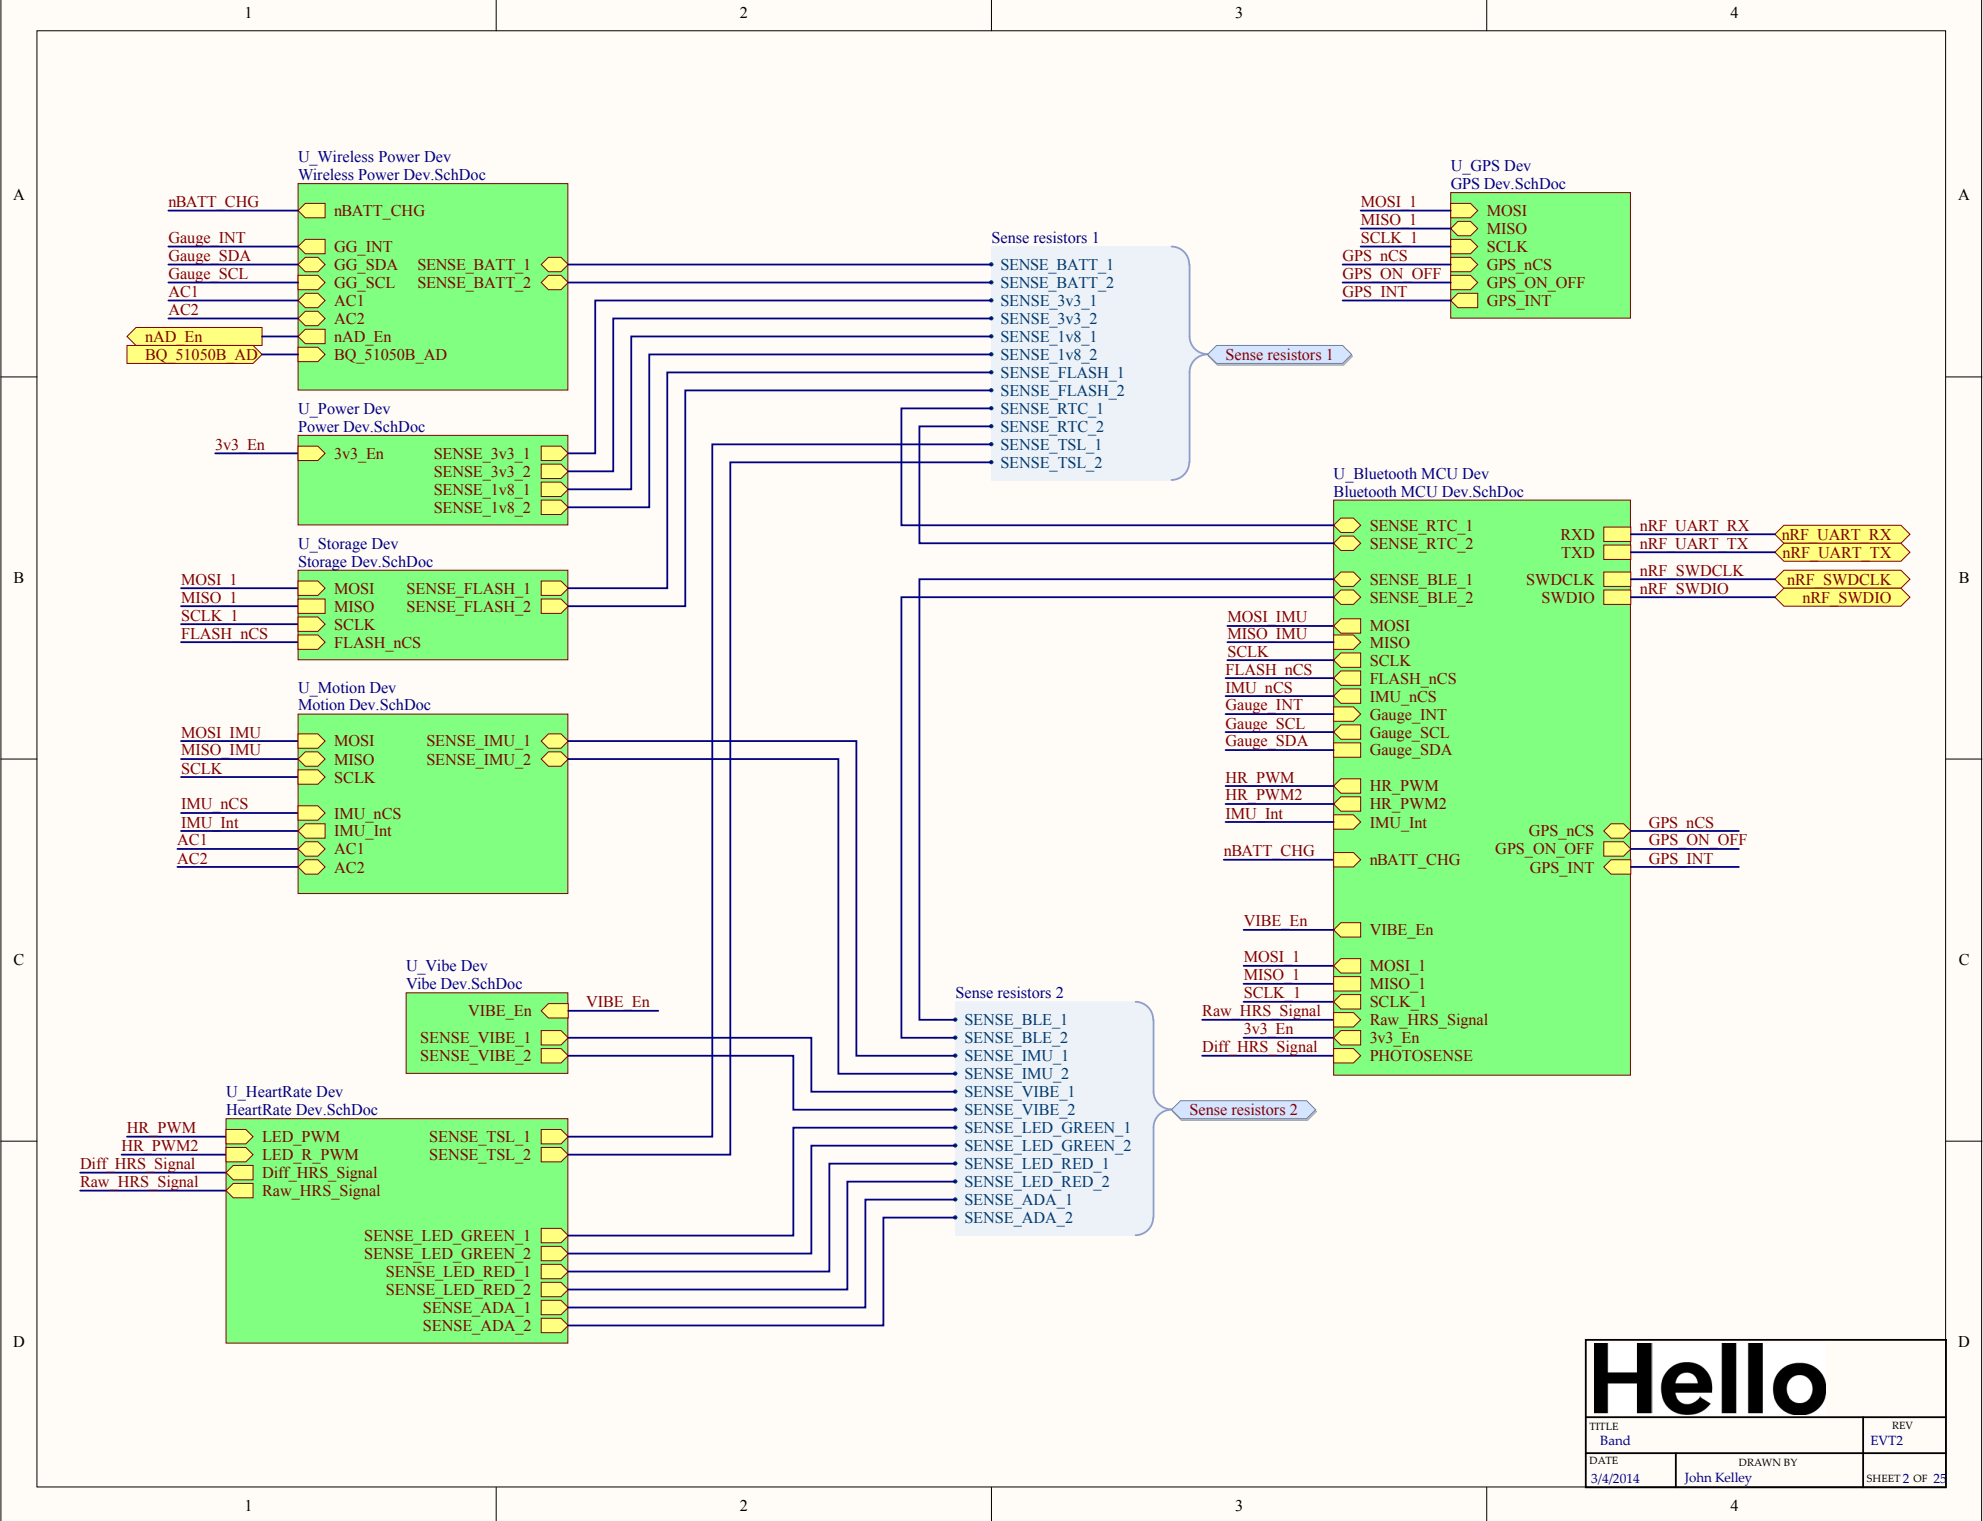 1
2
3
4
A
A
B
B
C
C
D
D
U_Wireless Power Dev
Wireless Power Dev.SchDoc
nBATT_CHG
nBATT_CHG
Gauge_INT
GG_INT
Gauge_SDA
GG_SDA
SENSE_BATT_1
Gauge_SCL
GG_SCL
SENSE_BATT_2
AC1
AC1
AC2
AC2
nAD_En
nAD_En
BQ_51050B_AD
BQ_51050B_AD
U_Power Dev
Power Dev.SchDoc
3v3_En
3v3_En
SENSE_3v3_1
SENSE_3v3_2
SENSE_1v8_1
SENSE_1v8_2
U_Storage Dev
Storage Dev.SchDoc
MOSI_1
MOSI
SENSE_FLASH_1
MISO_1
MISO
SENSE_FLASH_2
SCLK_1
SCLK
FLASH_nCS
FLASH_nCS
U_Motion Dev
Motion Dev.SchDoc
MOSI_IMU
MOSI
SENSE_IMU_1
MISO_IMU
MISO
SENSE_IMU_2
SCLK
SCLK
IMU_nCS
IMU_nCS
IMU_Int
IMU_Int
AC1
AC1
AC2
AC2
U_Vibe Dev
Vibe Dev.SchDoc
VIBE_En
VIBE_En
SENSE_VIBE_1
SENSE_VIBE_2
U_HeartRate Dev
HeartRate Dev.SchDoc
HR_PWM
LED_PWM
SENSE_TSL_1
HR_PWM2
LED_R_PWM
SENSE_TSL_2
Diff_HRS_Signal
Diff_HRS_Signal
Raw_HRS_Signal
Raw_HRS_Signal
SENSE_LED_GREEN_1
SENSE_LED_GREEN_2
SENSE_LED_RED_1
SENSE_LED_RED_2
SENSE_ADA_1
SENSE_ADA_2
Sense resistors 1
SENSE_BATT_1
SENSE_BATT_2
SENSE_3v3_1
SENSE_3v3_2
SENSE_1v8_1
SENSE_1v8_2
SENSE_FLASH_1
SENSE_FLASH_2
SENSE_RTC_1
SENSE_RTC_2
SENSE_TSL_1
SENSE_TSL_2
Sense resistors 1
Sense resistors 2
SENSE_BLE_1
SENSE_BLE_2
SENSE_IMU_1
SENSE_IMU_2
SENSE_VIBE_1
SENSE_VIBE_2
SENSE_LED_GREEN_1
SENSE_LED_GREEN_2
SENSE_LED_RED_1
SENSE_LED_RED_2
SENSE_ADA_1
SENSE_ADA_2
Sense resistors 2
U_GPS Dev
GPS Dev.SchDoc
MOSI_1
MOSI
MISO_1
MISO
SCLK_1
SCLK
GPS_nCS
GPS_nCS
GPS_ON_OFF
GPS_ON_OFF
GPS_INT
GPS_INT
U_Bluetooth MCU Dev
Bluetooth MCU Dev.SchDoc
SENSE_RTC_1
SENSE_RTC_2
SENSE_BLE_1
SENSE_BLE_2
MOSI_IMU
MOSI
MISO_IMU
MISO
SCLK
SCLK
FLASH_nCS
FLASH_nCS
IMU_nCS
IMU_nCS
Gauge_INT
Gauge_INT
Gauge_SCL
Gauge_SCL
Gauge_SDA
Gauge_SDA
HR_PWM
HR_PWM
HR_PWM2
HR_PWM2
IMU_Int
IMU_Int
nBATT_CHG
nBATT_CHG
VIBE_En
VIBE_En
MOSI_1
MOSI_1
MISO_1
MISO_1
SCLK_1
SCLK_1
Raw_HRS_Signal
Raw_HRS_Signal
3v3_En
3v3_En
Diff_HRS_Signal
PHOTOSENSE
RXD
nRF_UART_RX
nRF_UART_RX
TXD
nRF_UART_TX
nRF_UART_TX
SWDCLK
nRF_SWDCLK
nRF_SWDCLK
SWDIO
nRF_SWDIO
nRF_SWDIO
GPS_nCS
GPS_nCS
GPS_ON_OFF
GPS_ON_OFF
GPS_INT
GPS_INT
Hello
TITLE
Band
REV
EVT2
DATE
3/4/2014
DRAWN BY
John Kelley
SHEET 2 OF 25
1
2
3
4